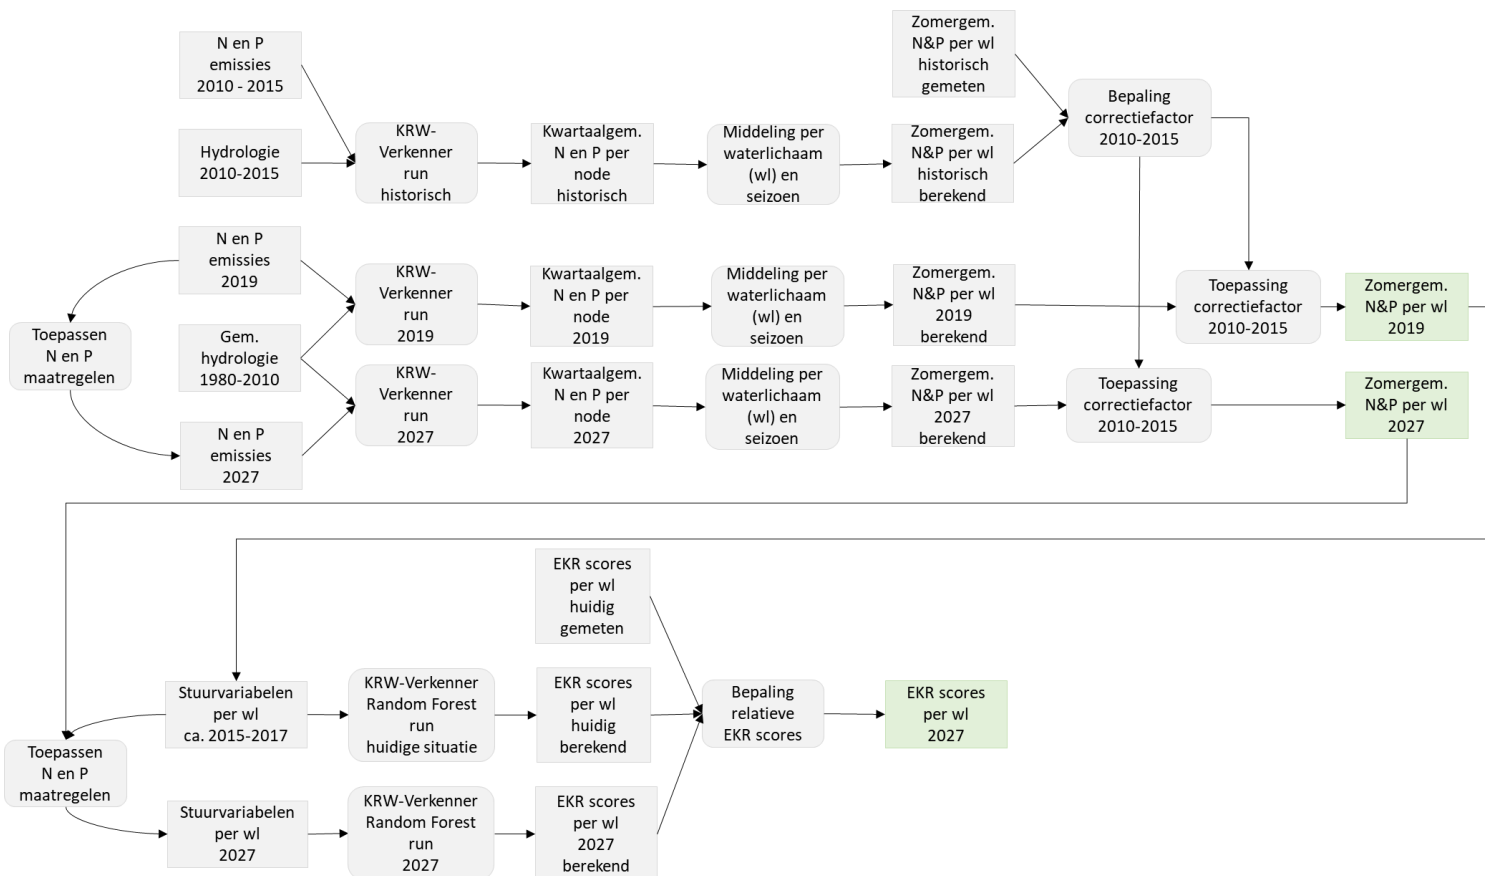 N en P
emissies
2010 - 2015
Zomergem.
N&P per wl
historisch
gemeten
Bepaling
correctiefactor
2010-2015
Hydrologie
2010-2015
KRW-
Verkenner
run
historisch
Kwartaalgem.
N en P per
node
historisch
Middeling per
waterlichaam
(wl) en
seizoen
Zomergem.
N&P per wl
historisch
berekend
N en P
emissies
2019
KRW-
Verkenner
run
2019
Kwartaalgem.
N en P per
node
2019
Middeling per
waterlichaam
(wl) en
seizoen
Zomergem.
N&P per wl
2019
berekend
Toepassing
correctiefactor
2010-2015
Zomergem.
N&P per wl
2019
Toepassen
N en P
maatregelen
Gem.
hydrologie
1980-2010
KRW-
Verkenner
run
2027
Kwartaalgem.
N en P per
node
2027
Middeling per
waterlichaam
(wl) en
seizoen
Zomergem.
N&P per wl
2027
berekend
Toepassing
correctiefactor
2010-2015
Zomergem.
N&P per wl
2027
N en P
emissies
2027
EKR scores
per wl
huidig
gemeten
Stuurvariabelen
per wl
ca. 2015-2017
KRW-Verkenner
Random Forest
run
huidige situatie
EKR scores
per wl
huidig
berekend
Bepaling
relatieve
EKR scores
EKR scores
per wl
2027
Toepassen
N en P
maatregelen
Stuurvariabelen
per wl
2027
KRW-Verkenner
Random Forest
run
2027
EKR scores
per wl
2027
berekend